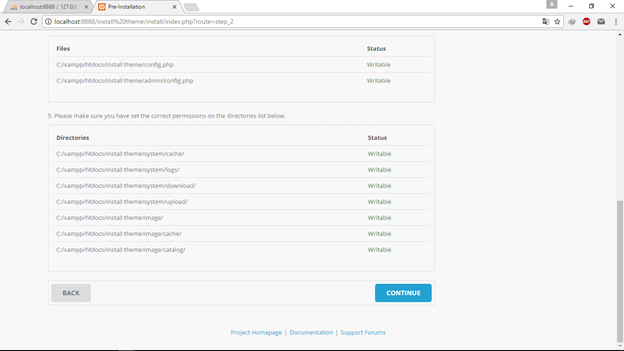 localhost:8888 / 127.0.0
Pre-Installation
localhost:8888/install%20theme/install/index.php?route=step_2
Files Status
C:/xampp/htdocs/install theme/config.php Writable
C:/xampp/htdocs/install theme/admin/config.php Writable
5. Please make sure you have set the correct permissions on the directories list below.
Directories Status
C:/xampp/htdocs/install theme/system/cache/ Writable
C:/xampp/htdocs/install theme/system/logs/ Writable
C:/xampp/htdocs/install theme/system/download/ Writable
C:/xampp/htdocs/install theme/system/upload/ Writable
C:/xampp/htdocs/install theme/image/ Writable
C:/xampp/htdocs/install theme/image/cache/ Writable
C:/xampp/htdocs/install theme/image/catalog/ Writable
BACK CONTINUE
Project Homepage | Documentation | Support Forums